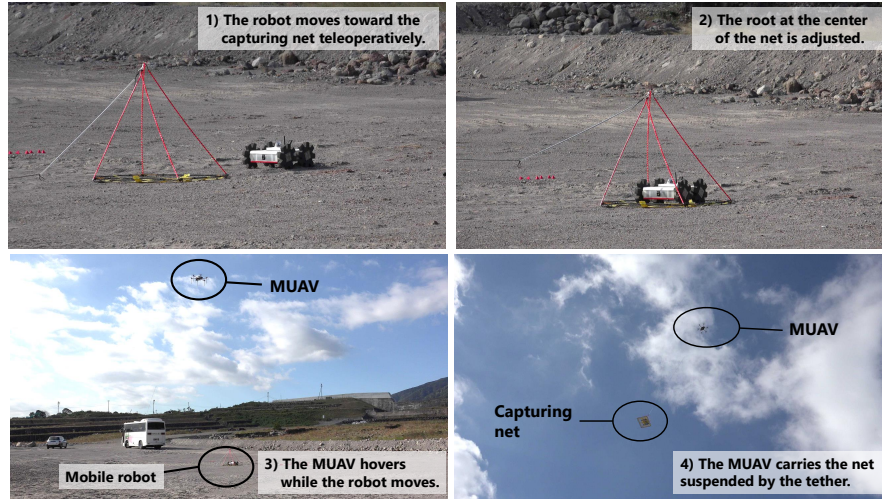 1) The robot moves toward the
capturing net teleoperatively.
2) The root at the center
of the net is adjusted.
MUAV
Mobile robot
3) The MUAV hovers
while the robot moves.
MUAV
Capturing
net
4) The MUAV carries the net
suspended by the tether.